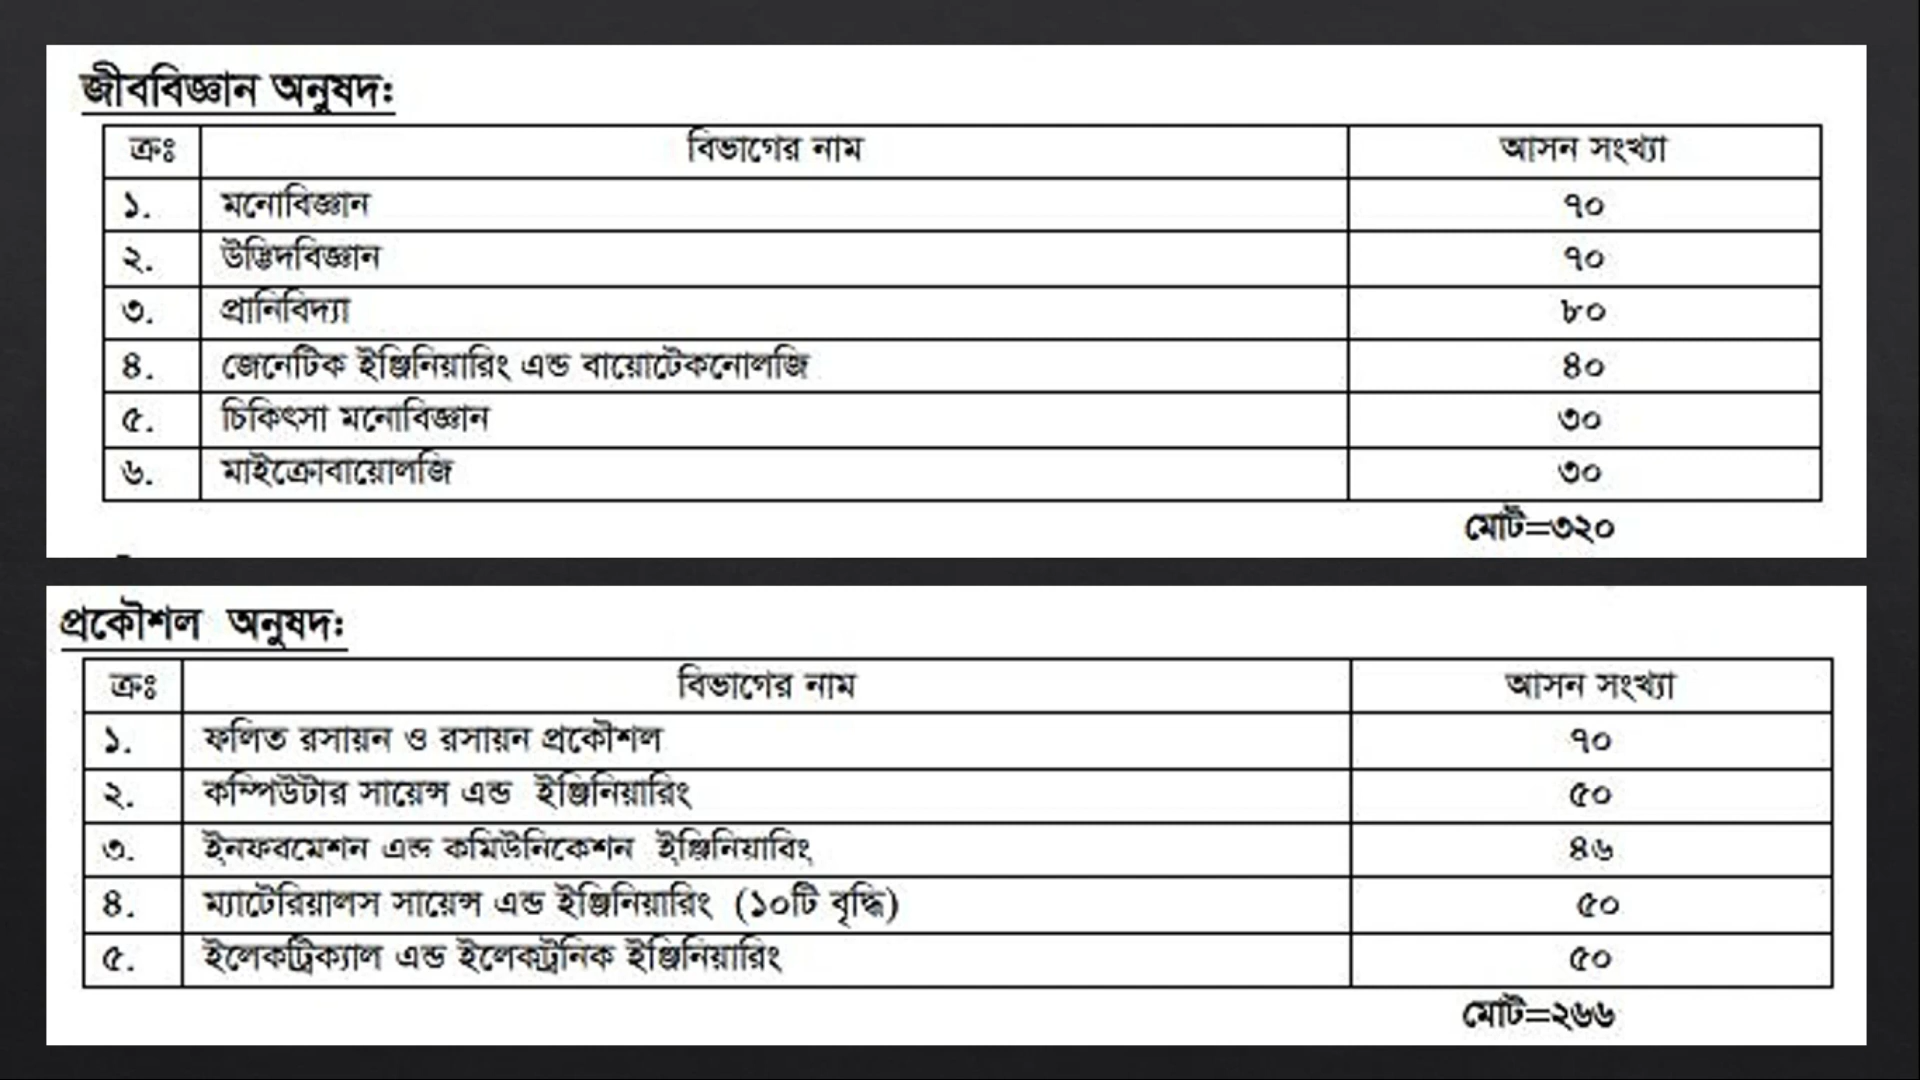 জীববিজ্ঞান অনুষদঃ
ক্রঃ বিভাগের নাম আসন সংখ্যা
১. মনোবিজ্ঞান ৭০
২. উদ্ভিদবিজ্ঞান ৭০
৩. প্রানিবিদ্যা ৮০
৪. জেনেটিক ইঞ্জিনিয়ারিং এন্ড বায়োটেকনোলজি ৪০
৫. চিকিৎসা মনোবিজ্ঞান ৩০
৬. মাইক্রোবায়োলজি ৩০
মোট=৩২০
প্রকৌশল অনুষদঃ
ক্রঃ বিভাগের নাম আসন সংখ্যা
১. ফলিত রসায়ন ও রসায়ন প্রকৌশল ৭০
২. কম্পিউটার সায়েন্স এন্ড ইঞ্জিনিয়ারিং ৫০
৩. ইনফরমেশন এন্ড কমিউনিকেশন ইঞ্জিনিয়ারিং ৪৬
৪. ম্যাটেরিয়ালস সায়েন্স এন্ড ইঞ্জিনিয়ারিং (১০টি বৃদ্ধি) ৫০
৫. ইলেকট্রিক্যাল এন্ড ইলেকট্রনিক ইঞ্জিনিয়ারিং ৫০
মোট=২৬৬